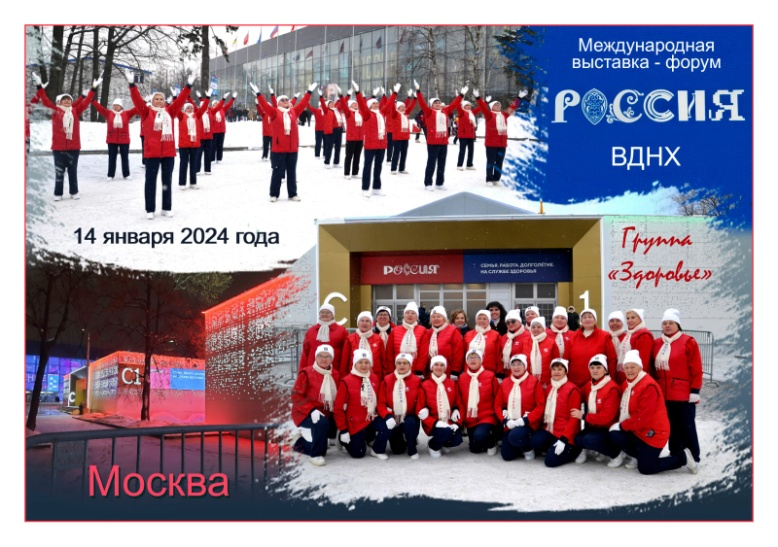 Международная
выставка - форум
РОССИЯ
ВДНХ
14 января 2024 года
Группа
«Здоровье»
РОССИЯ
СЕМЬЯ. РАБОТА. ДОЛГОЛЕТИЕ.
НА СЛУЖБЕ ЗДОРОВЬЯ
С 1
С1
С
Москва